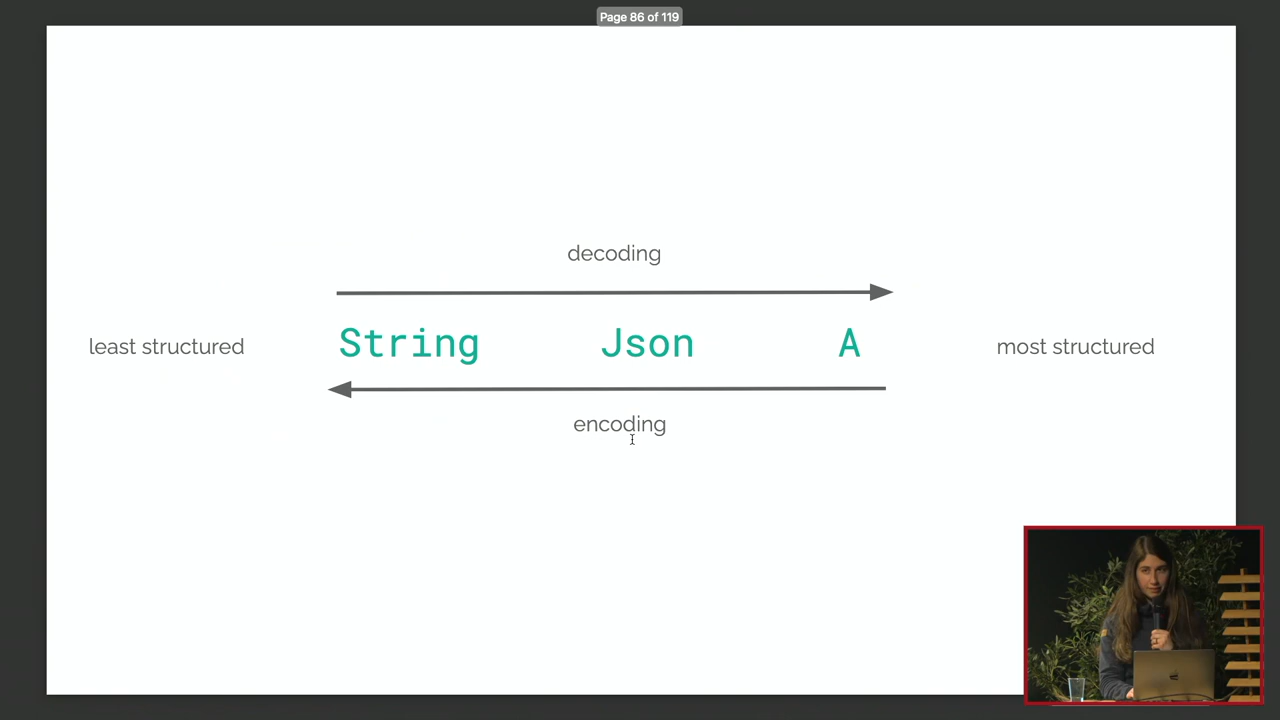 Page 86 of 119
decoding
least structured String Json A most structured
encoding